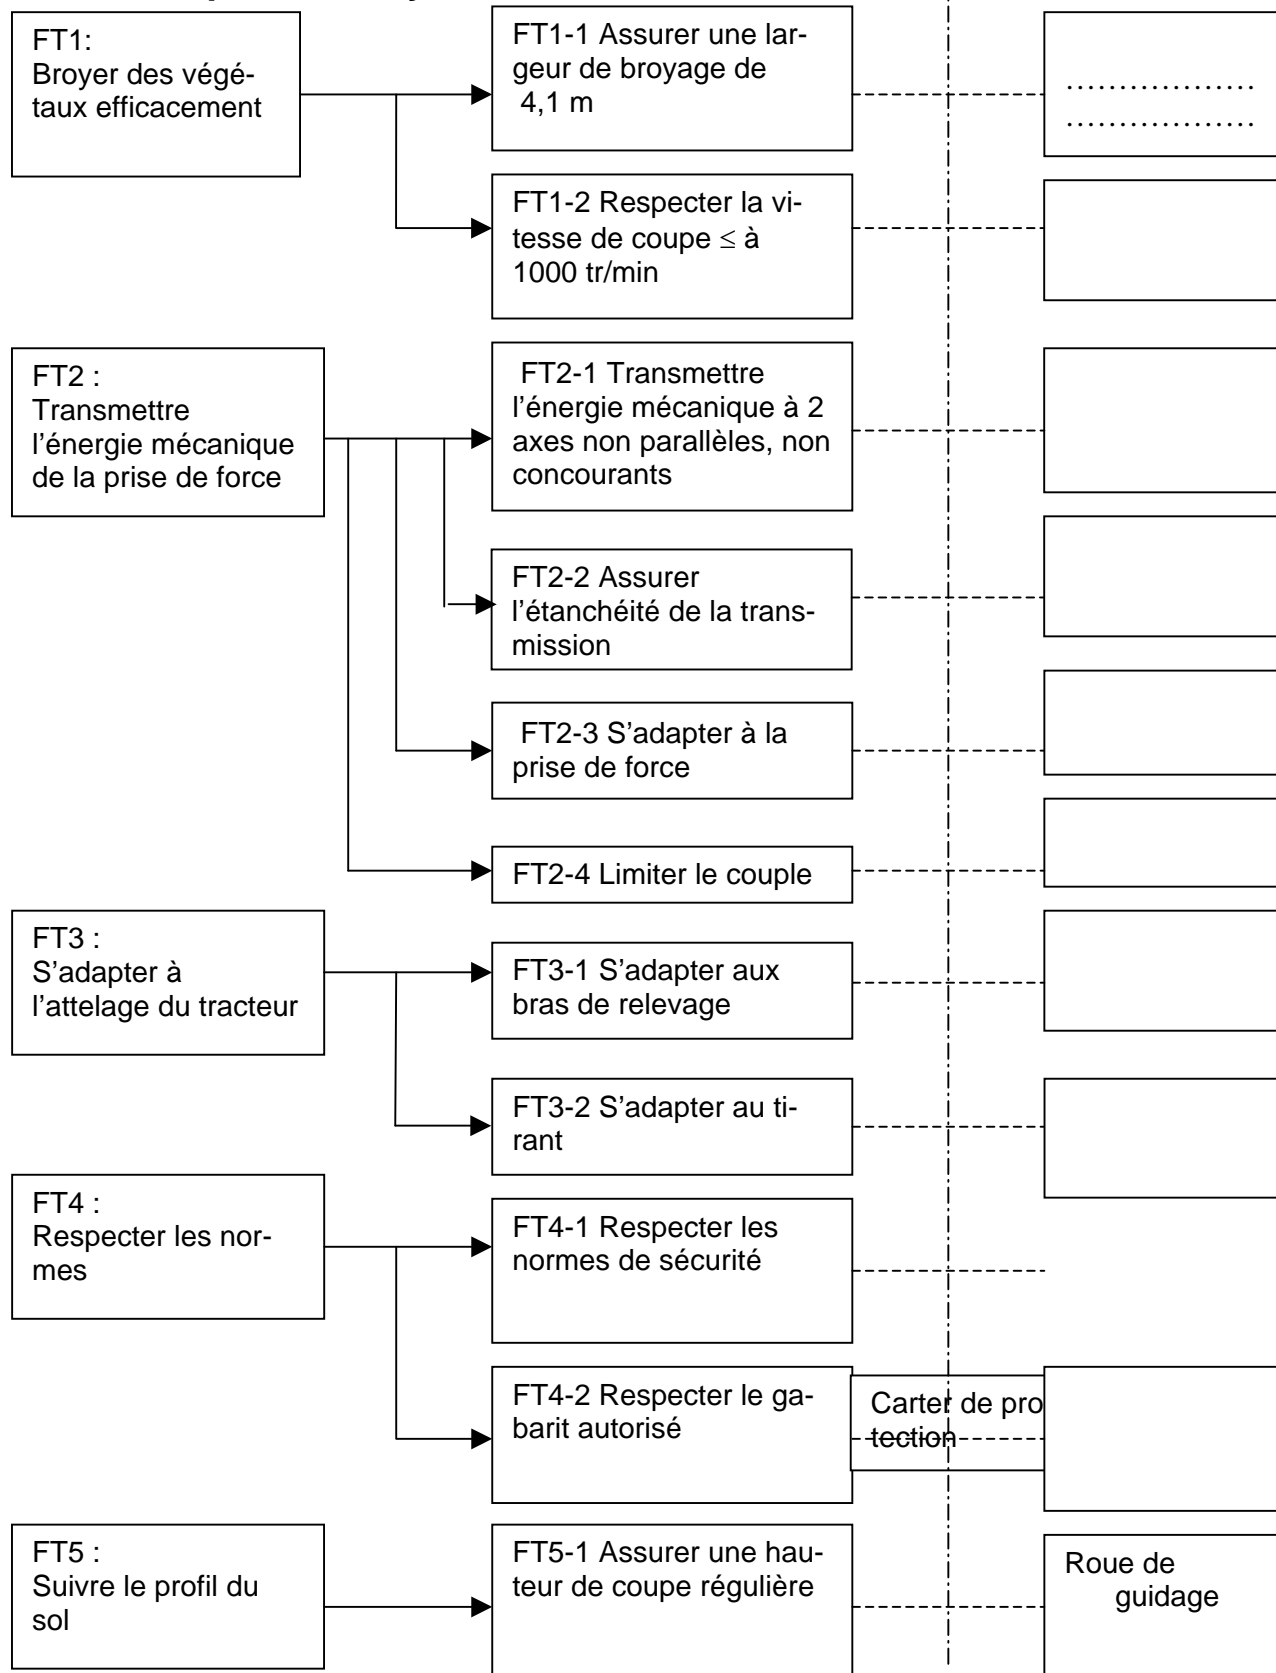 FT1:
Broyer des végé-
taux efficacement
FT1-1 Assurer une lar-
geur de broyage de
4,1 m
………………
………………
FT1-2 Respecter la vi-
tesse de coupe ≤ à
1000 tr/min
FT2 :
Transmettre
l’énergie mécanique
de la prise de force
FT2-1 Transmettre
l’énergie mécanique à 2
axes non parallèles, non
concourants
FT2-2 Assurer
l’étanchéité de la trans-
mission
FT2-3 S’adapter à la
prise de force
FT2-4 Limiter le couple
FT3 :
S’adapter à
l’attelage du tracteur
FT3-1 S’adapter aux
bras de relevage
FT3-2 S’adapter au ti-
rant
FT4 :
Respecter les nor-
mes
FT4-1 Respecter les
normes de sécurité
FT4-2 Respecter le ga-
barit autorisé
Carter de pro
tection
FT5 :
Suivre le profil du
sol
FT5-1 Assurer une hau-
teur de coupe régulière
Roue de
guidage